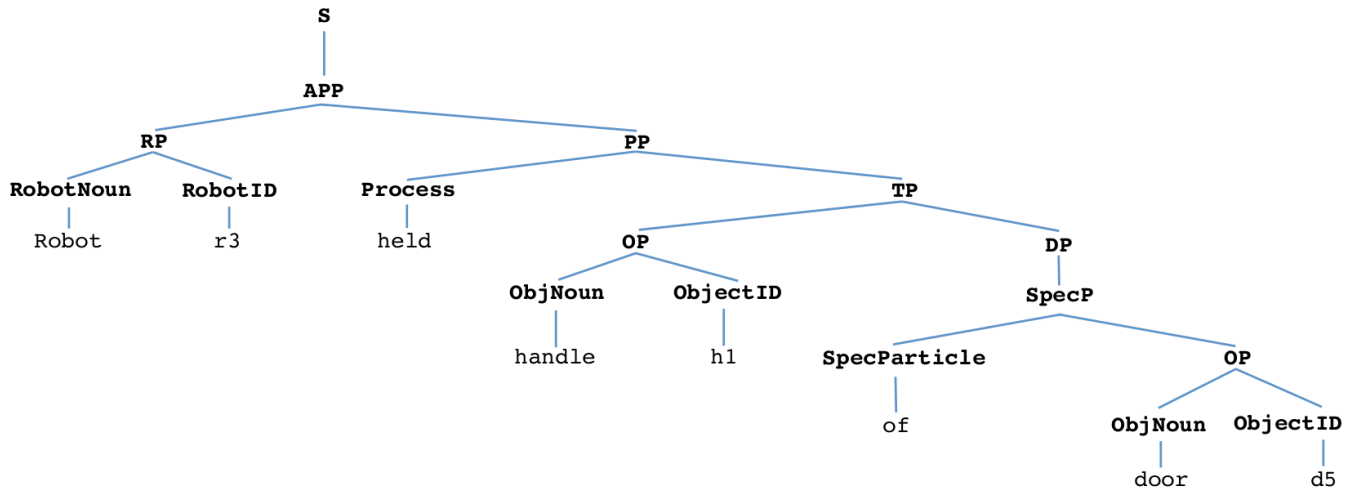 S
APP
RP PP
RobotNoun RobotID Process TP
Robot r3 held OP DP
ObjNoun ObjectID SpecP
handle h1 SpecParticle OP
of ObjNoun ObjectID
door d5